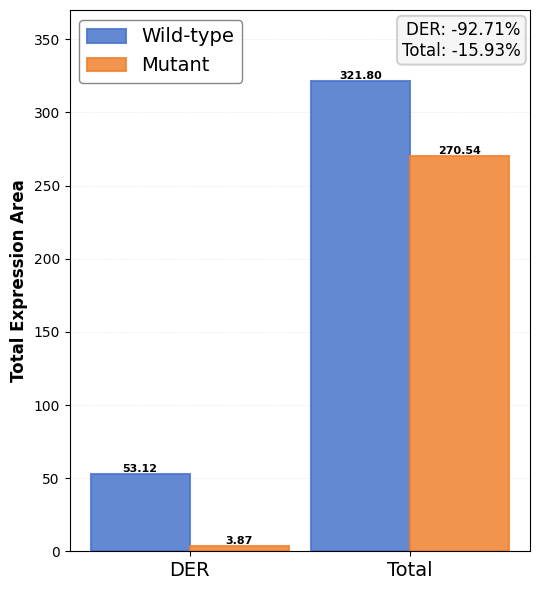 DER: -92.71%
Total: -15.93%
Wild-type
Mutant
Total Expression Area
350
300
250
200
150
100
50
0
321.80
270.54
53.12
3.87
DER
Total